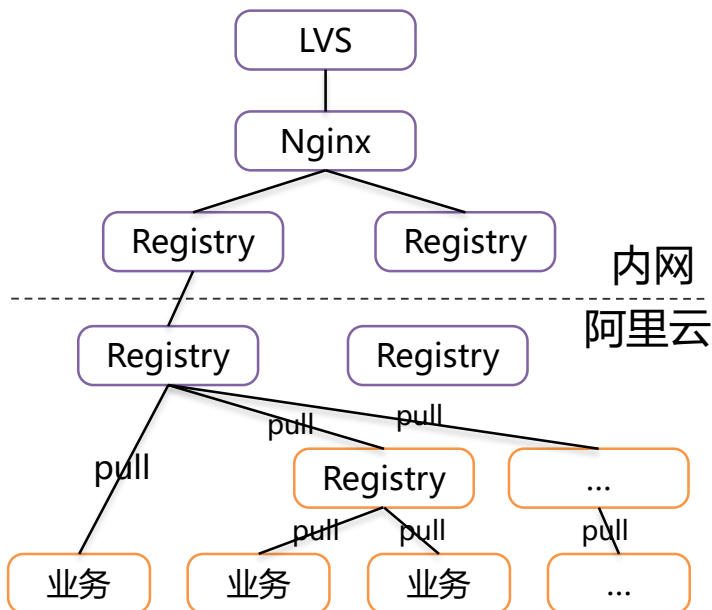 LVS
Nginx
Registry
Registry
内网
阿里云
Registry
Registry
pull
pull
pull
Registry
...
pull
pull
pull
业务
业务
业务
...